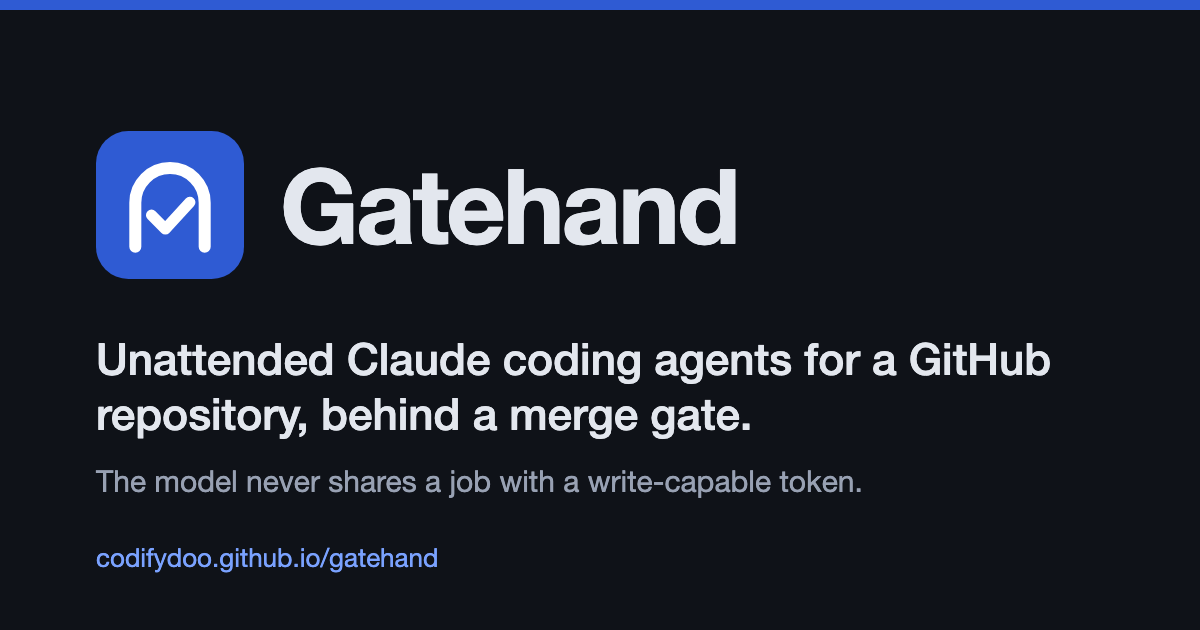 Gatehand
Unattended Claude coding agents for a GitHub
repository, behind a merge gate.
The model never shares a job with a write-capable token.
codifydoo.github.io/gatehand